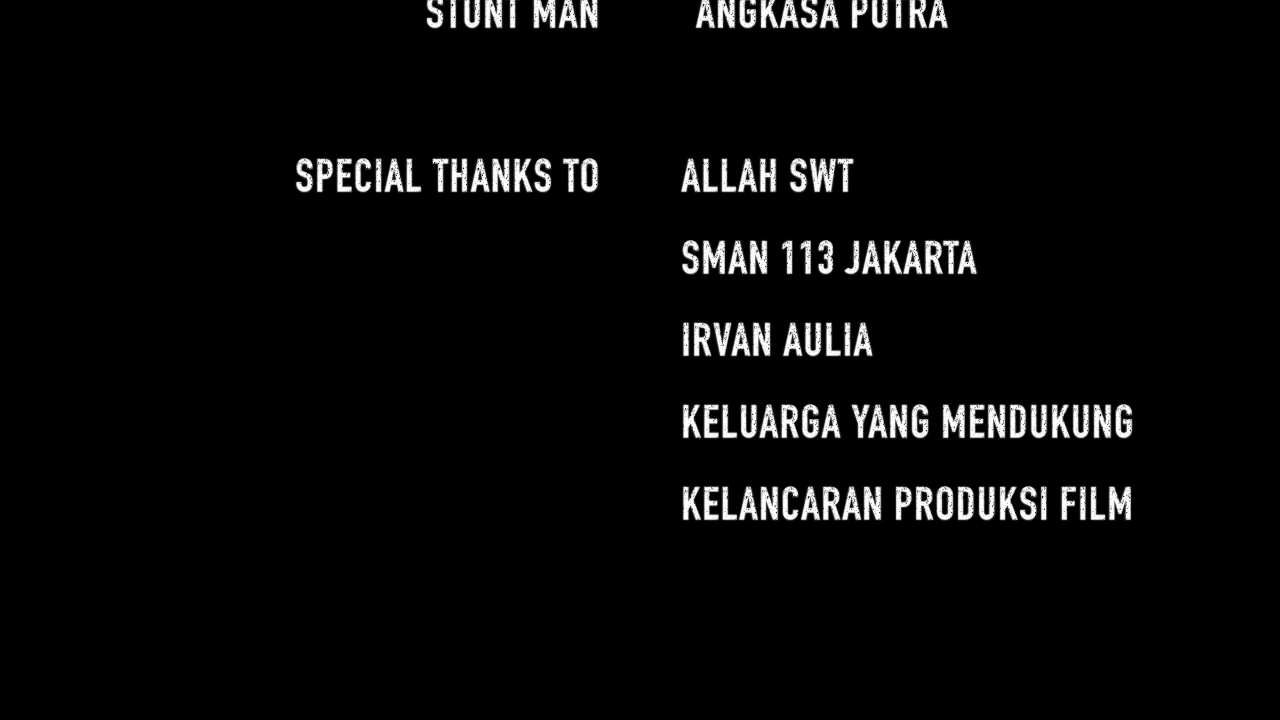 STUNT MAN ANGKASA PUTRA
SPECIAL THANKS TO ALLAH SWT
SMAN 113 JAKARTA
IRVAN AULIA
KELUARGA YANG MENDUKUNG
KELANCARAN PRODUKSI FILM